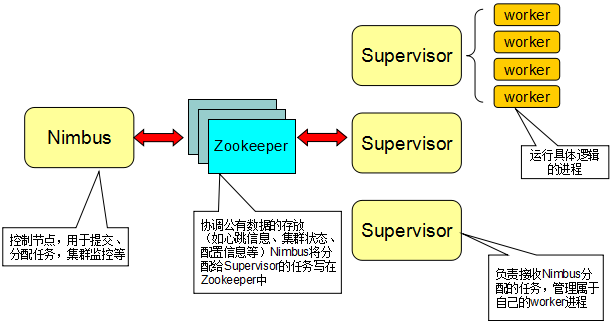 worker
worker
worker
worker
Supervisor
运行具体逻辑
的进程
Nimbus
Zookeeper
Supervisor
控制节点，用于提交、
分配任务，集群监控等
协调公有数据的存放
（如心跳信息、集群状态、
配置信息等）Nimbus将分
配给Supervisor的任务写在
Zookeeper中
Supervisor
负责接收Nimbus分
配的任务，管理属于
自己的worker进程